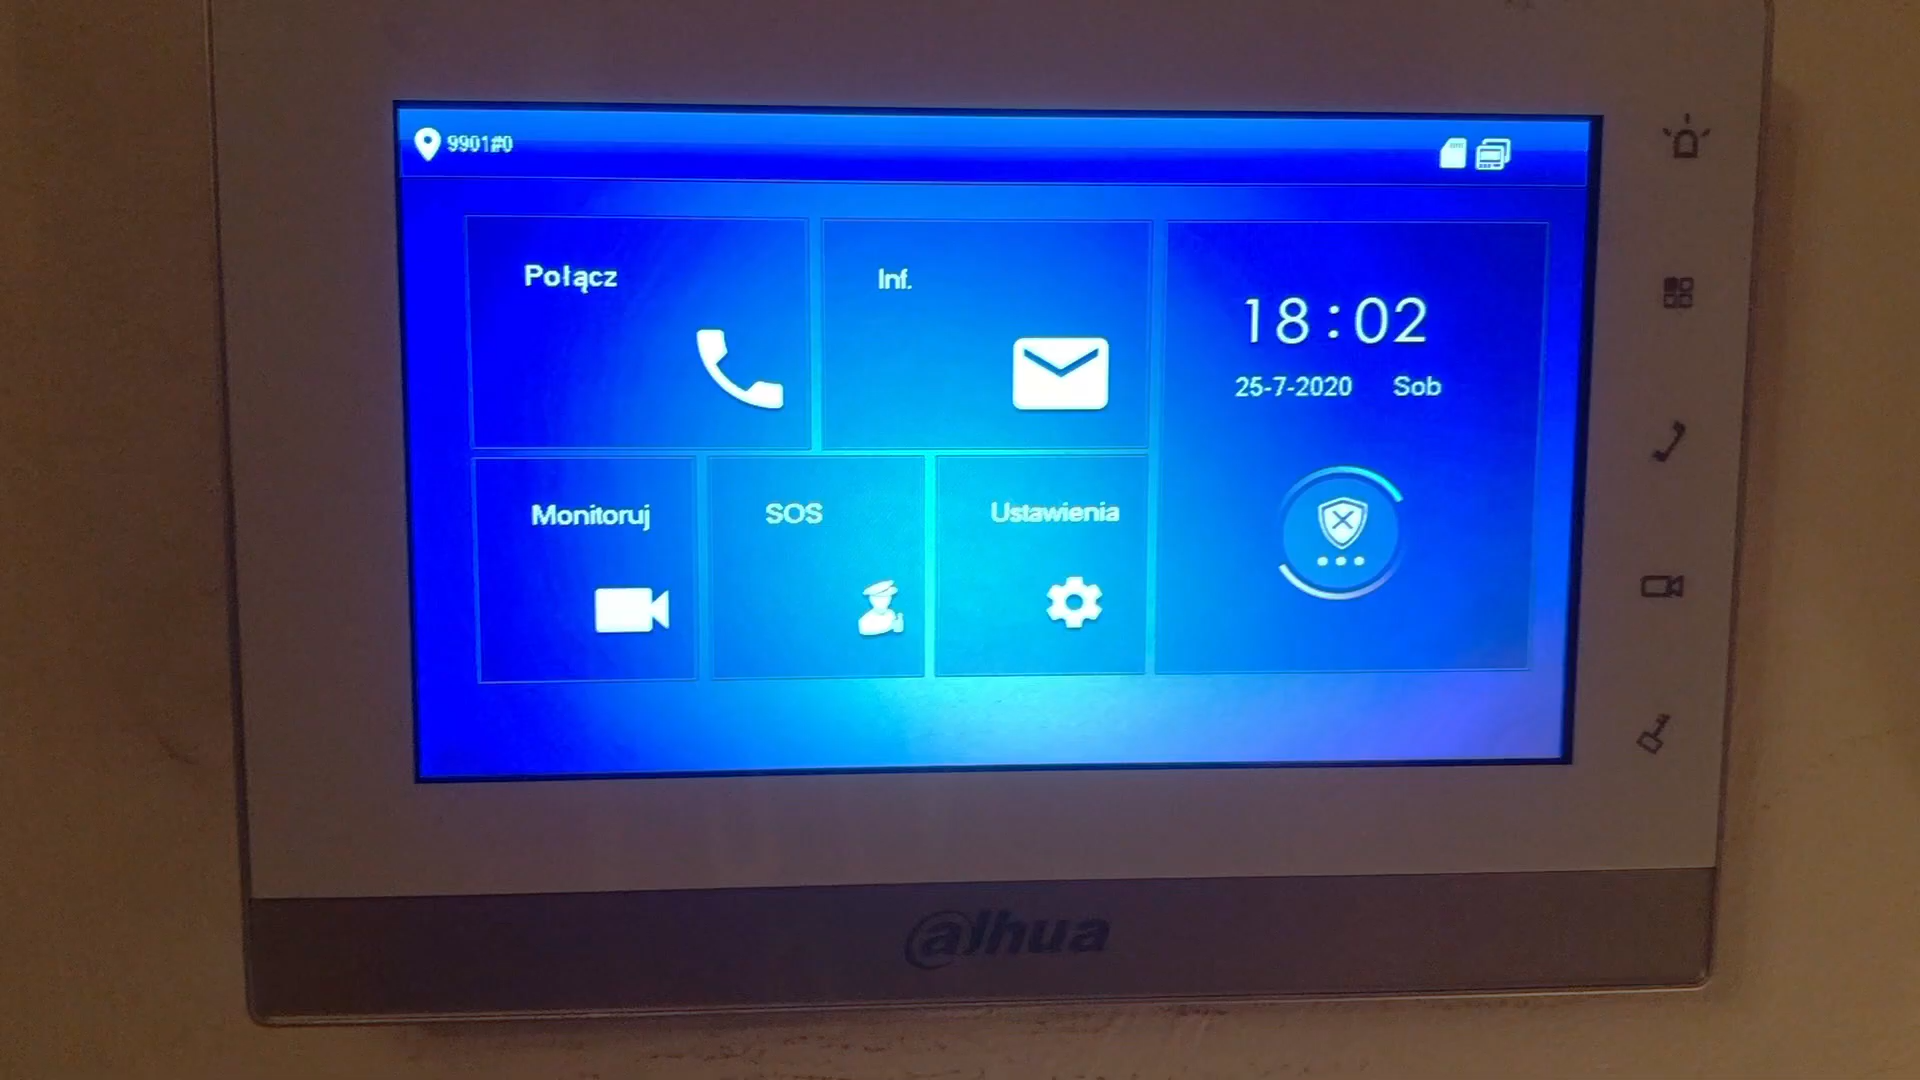 9901#0
Połącz
Inf.
18:02
25-7-2020 Sob
Monitoruj
SOS
Ustawienia
alhua